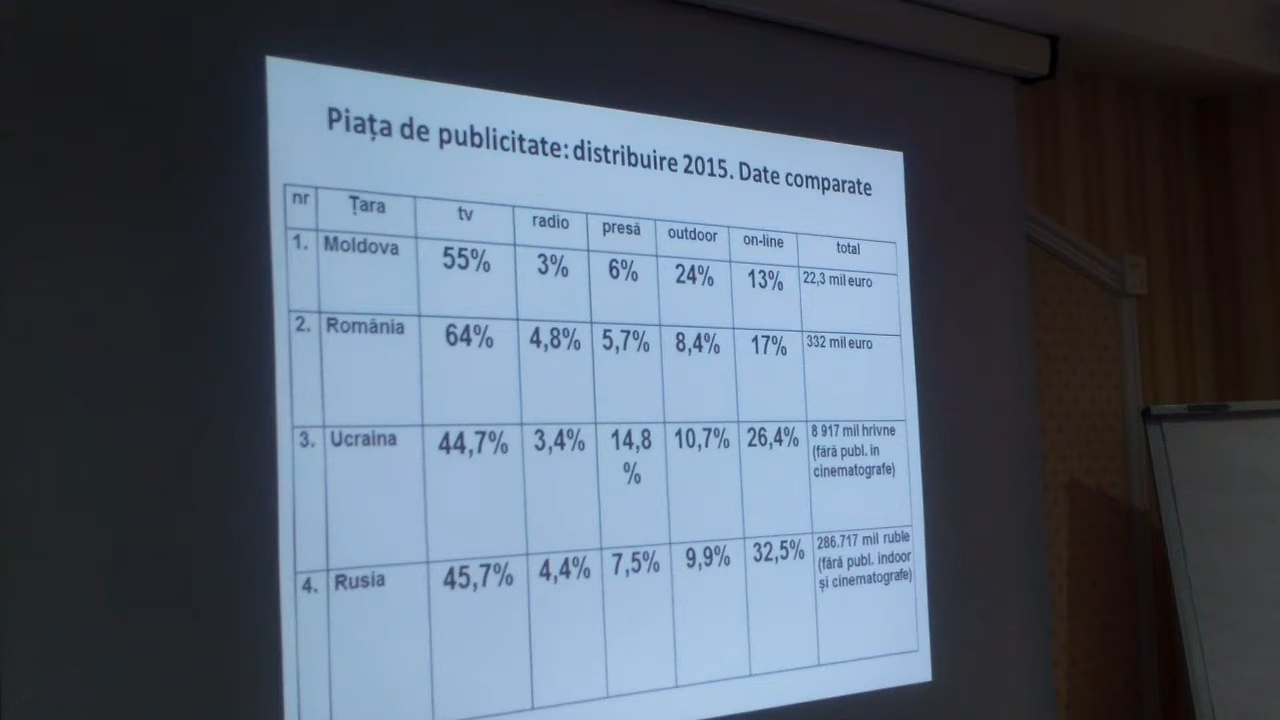 Piața de publicitate: distribuire 2015. Date comparate
nr Țara tv radio presă outdoor on-line total
1. Moldova 55% 3% 6% 24% 13% 22,3 mil euro
2. România 64% 4,8% 5,7% 8,4% 17% 332 mil euro
3. Ucraina 44,7% 3,4% 14,8 10,7% 26,4% 8 917 mil hrivne
% (fără publ. in
cinematografe)
4. Rusia 45,7% 4,4% 7,5% 9,9% 32,5% 286.717 mil ruble
(fără publ. indoor
și cinematografe)